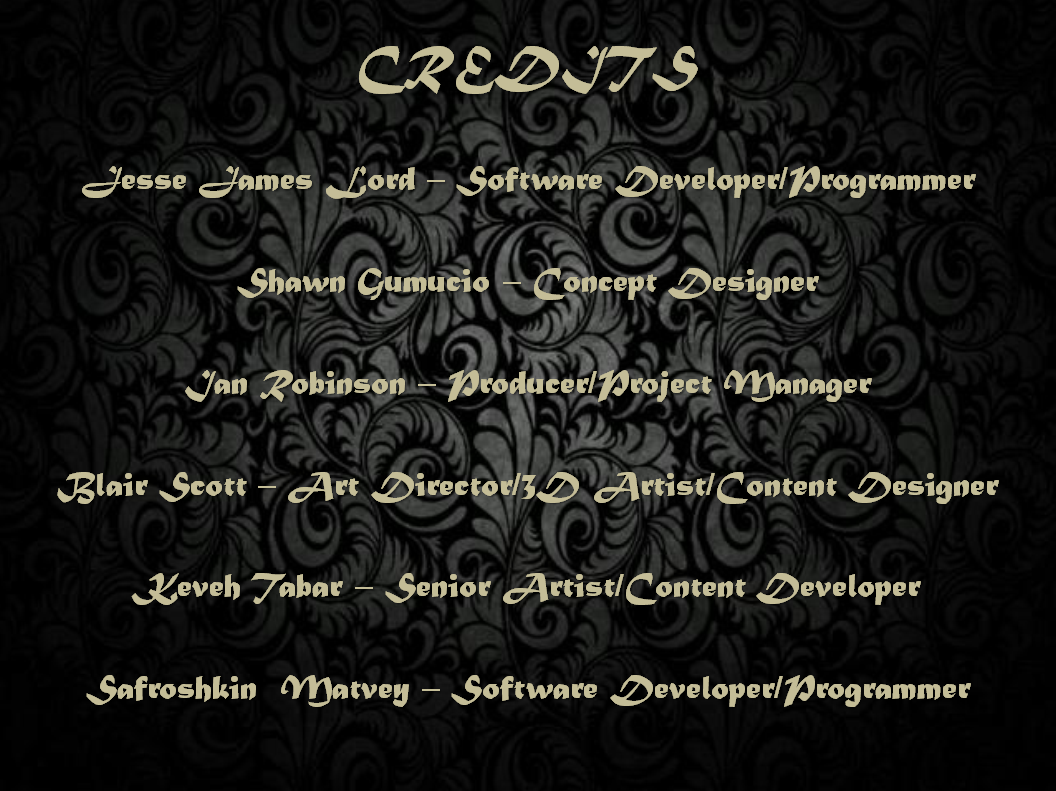 CREDITS
Jesse James Lord – Software Developer/Programmer
Shawn Gumucio – Concept Designer
Ian Robinson – Producer/Project Manager
Blair Scott – Art Director/3D Artist/Content Designer
Keveh Tabar – Senior Artist/Content Developer
Safroshkin Matvey – Software Developer/Programmer